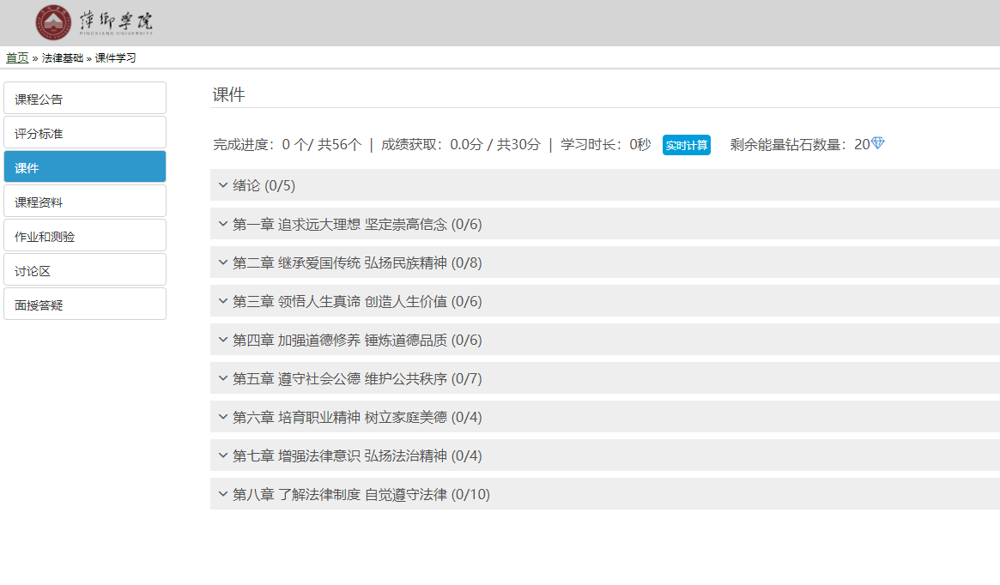 萍乡学院
PINGXIANG UNIVERSITY
首页 » 法律基础 » 课件学习
课程公告
评分标准
课件
课程资料
作业和测验
讨论区
面授答疑
课件
完成进度：0 个/ 共56个 | 成绩获取：0.0分 / 共30分 | 学习时长：0秒 实时计算 剩余能量钻石数量：20
绪论 (0/5)
第一章 追求远大理想 坚定崇高信念 (0/6)
第二章 继承爱国传统 弘扬民族精神 (0/8)
第三章 领悟人生真谛 创造人生价值 (0/6)
第四章 加强道德修养 锤炼道德品质 (0/6)
第五章 遵守社会公德 维护公共秩序 (0/7)
第六章 培育职业精神 树立家庭美德 (0/4)
第七章 增强法律意识 弘扬法治精神 (0/4)
第八章 了解法律制度 自觉遵守法律 (0/10)